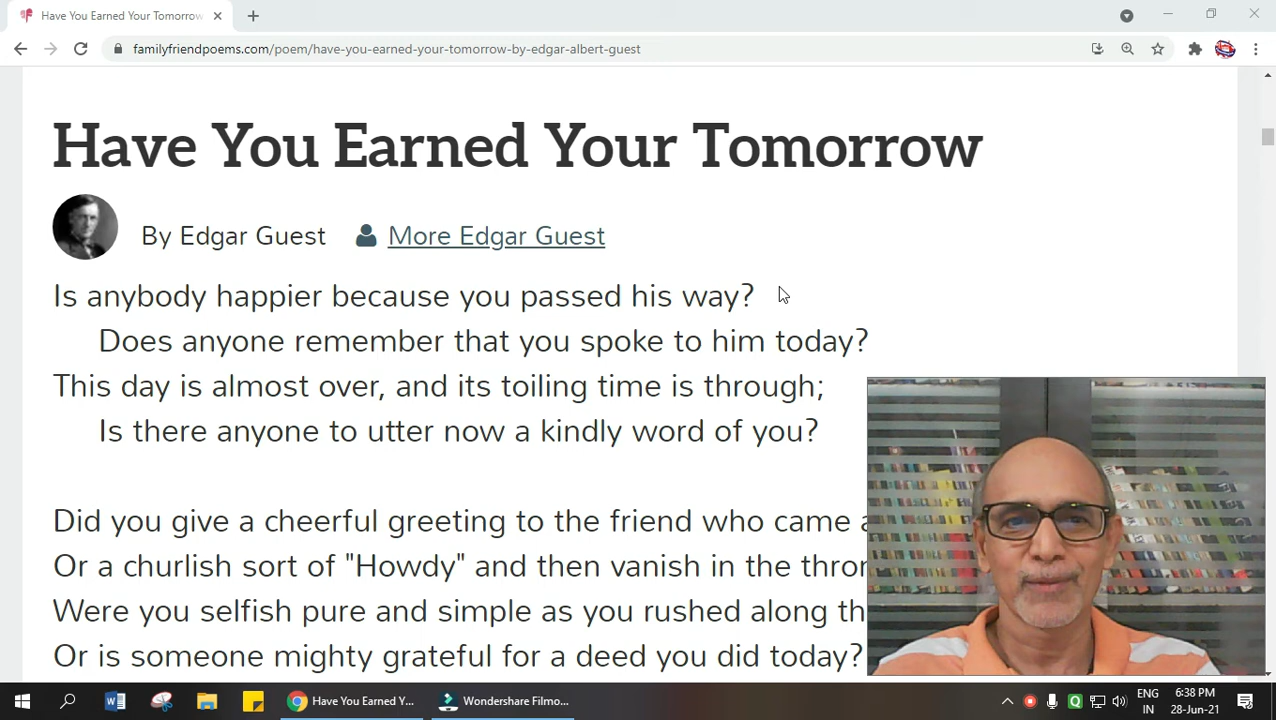 Have You Earned Your Tomorrow
familyfriendpoems.com/poem/have-you-earned-your-tomorrow-by-edgar-albert-guest
Have You Earned Your Tomorrow
By Edgar Guest More Edgar Guest
Is anybody happier because you passed his way?
Does anyone remember that you spoke to him today?
This day is almost over, and its toiling time is through;
Is there anyone to utter now a kindly word of you?
Did you give a cheerful greeting to the friend who came
Or a churlish sort of "Howdy" and then vanish in the
Were you selfish pure and simple as you rushed along
Or is someone mighty grateful for a deed you did today?
Have You Earned Y... Wondershare Filmo...
ENG 6:38 PM
IN 28-Jun-21